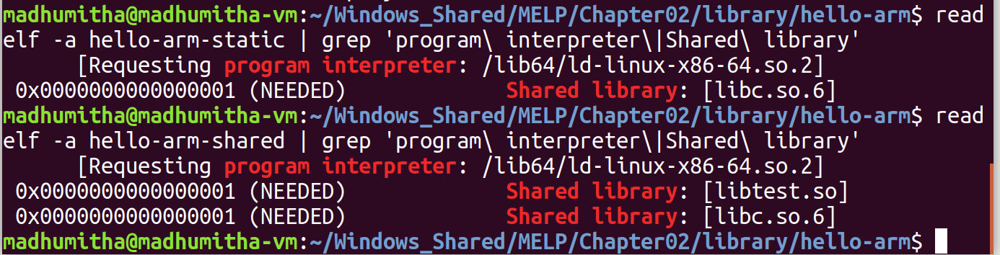 madhumitha@madhumitha-vm:~/Windows_Shared/MELP/Chapter02/library/hello-arm$ read
elf -a hello-arm-static | grep 'program\ interpreter\|Shared\ library'
      [Requesting program interpreter: /lib64/ld-linux-x86-64.so.2]
 0x0000000000000001 (NEEDED)             Shared library: [libc.so.6]
madhumitha@madhumitha-vm:~/Windows_Shared/MELP/Chapter02/library/hello-arm$ read
elf -a hello-arm-shared | grep 'program\ interpreter\|Shared\ library'
      [Requesting program interpreter: /lib64/ld-linux-x86-64.so.2]
 0x0000000000000001 (NEEDED)             Shared library: [libtest.so]
 0x0000000000000001 (NEEDED)             Shared library: [libc.so.6]
madhumitha@madhumitha-vm:~/Windows_Shared/MELP/Chapter02/library/hello-arm$